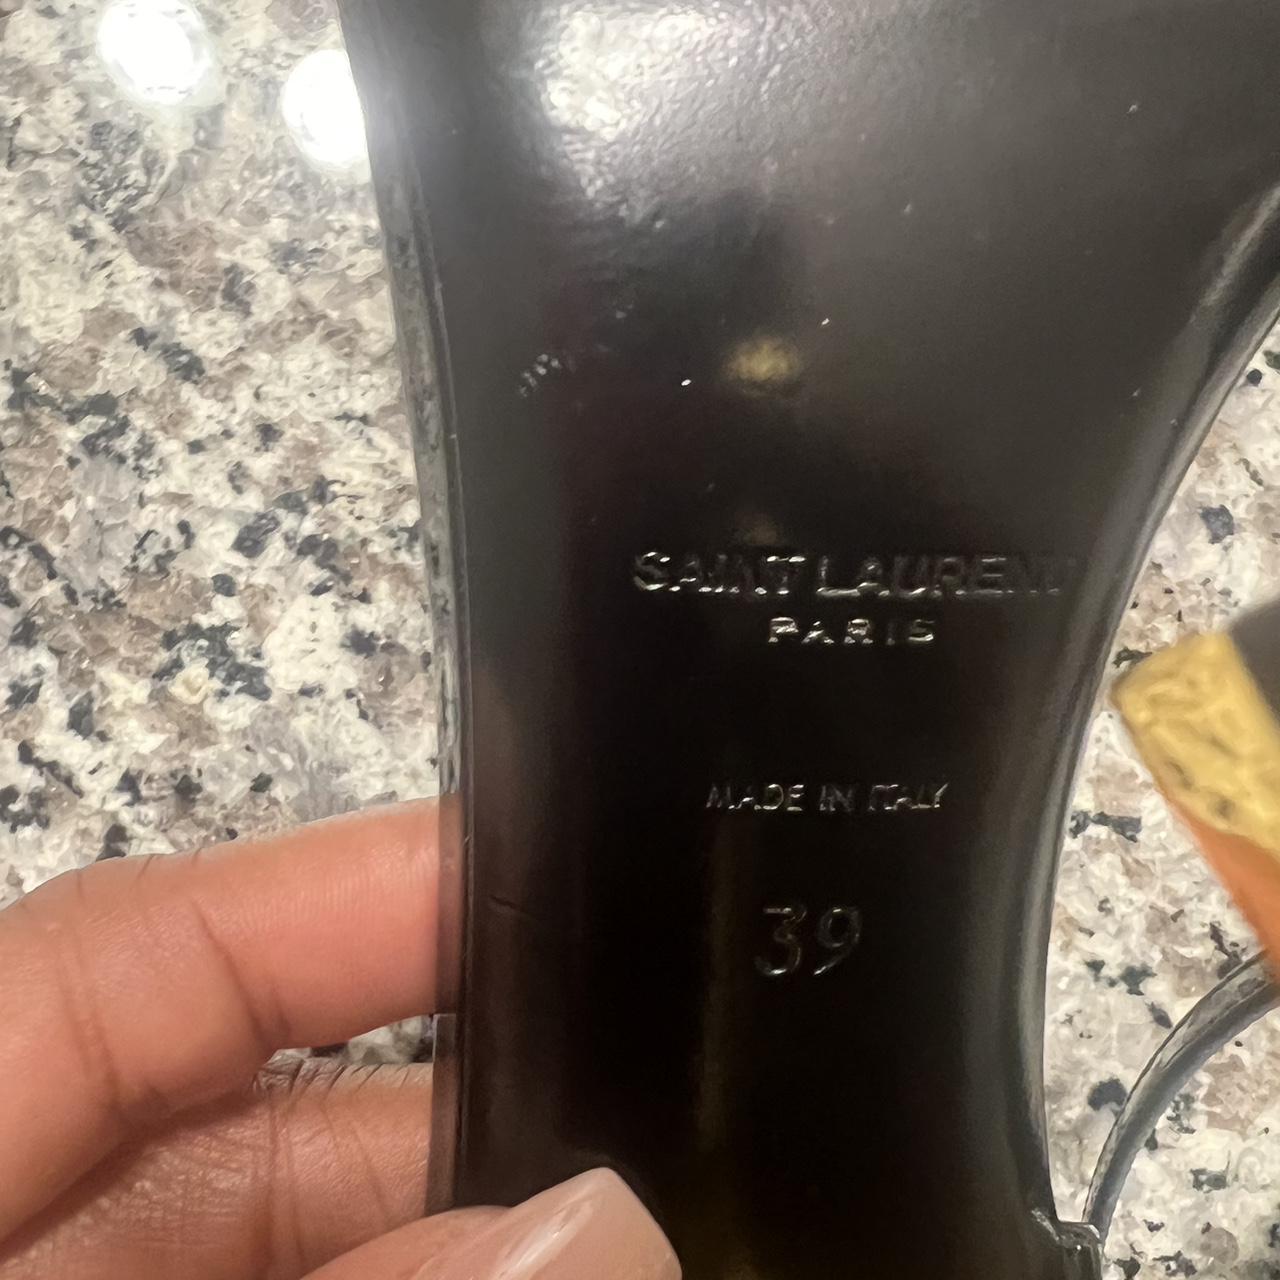 SAINT LAURENT
PARIS
MADE IN ITALY
39